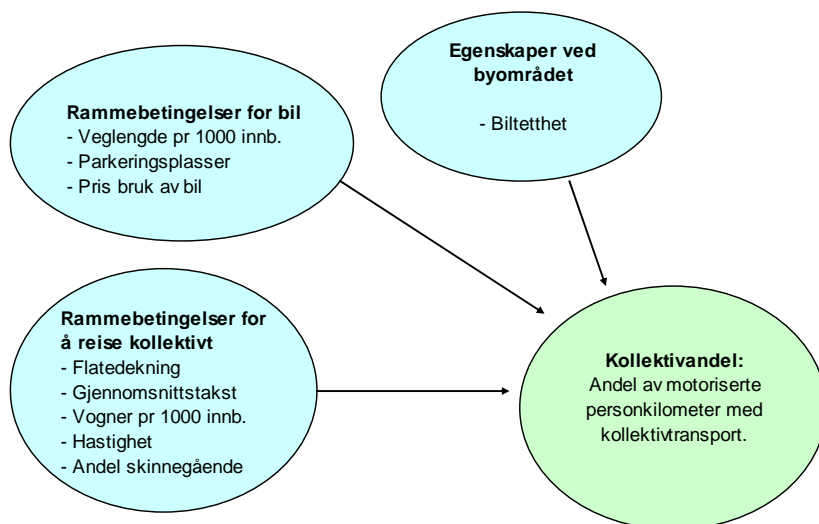 Egenskaper ved
byområdet
- Biltetthet
Rammebetingelser for bil
- Veglengde pr 1000 innb.
- Parkeringsplasser
- Pris bruk av bil
Rammebetingelser for
å reise kollektivt
- Flatedekning
- Gjennomsnittstakst
- Vogner pr 1000 innb.
- Hastighet
- Andel skinnegående
Kollektivandel:
Andel av motoriserte
personkilometer med
kollektivtransport.